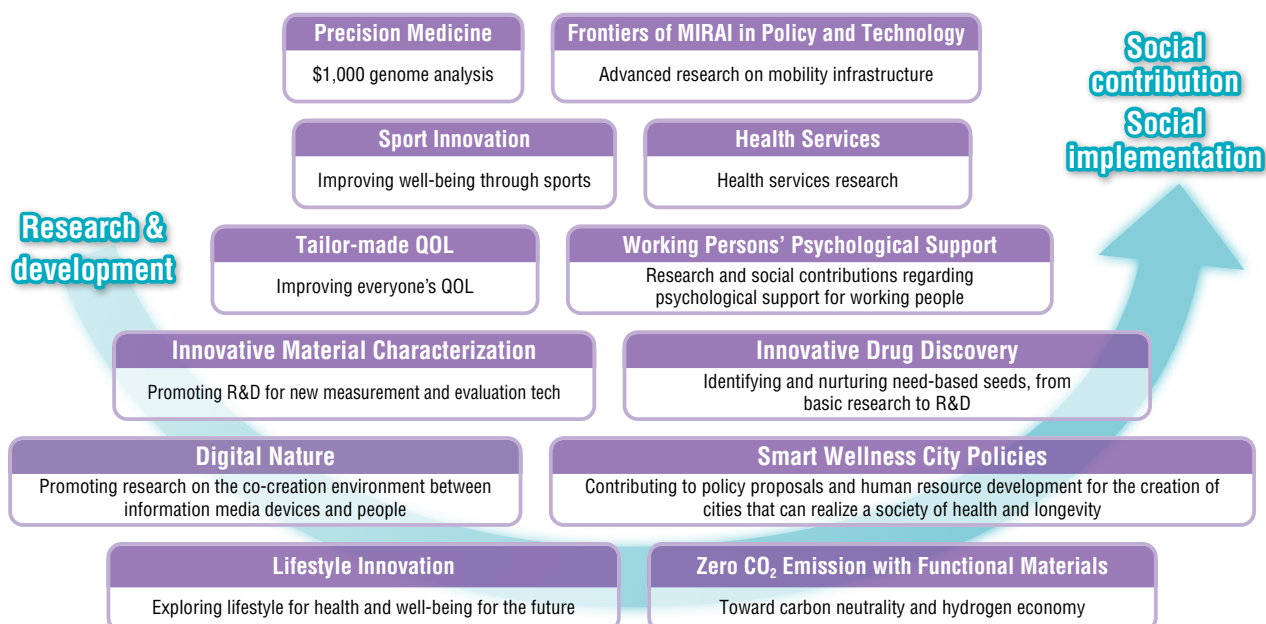 Precision Medicine
$1,000 genome analysis
Frontiers of MIRAI in Policy and Technology
Advanced research on mobility infrastructure
Social
contribution
Social
implementation
Sport Innovation
Improving well-being through sports
Health Services
Health services research
Research &
development
Tailor-made QOL
Improving everyone’s QOL
Working Persons’ Psychological Support
Research and social contributions regarding
psychological support for working people
Innovative Material Characterization
Promoting R&D for new measurement and evaluation tech
Innovative Drug Discovery
Identifying and nurturing need-based seeds, from
basic research to R&D
Digital Nature
Promoting research on the co-creation environment between
information media devices and people
Smart Wellness City Policies
Contributing to policy proposals and human resource development for the creation of
cities that can realize a society of health and longevity
Lifestyle Innovation
Exploring lifestyle for health and well-being for the future
Zero CO₂ Emission with Functional Materials
Toward carbon neutrality and hydrogen economy